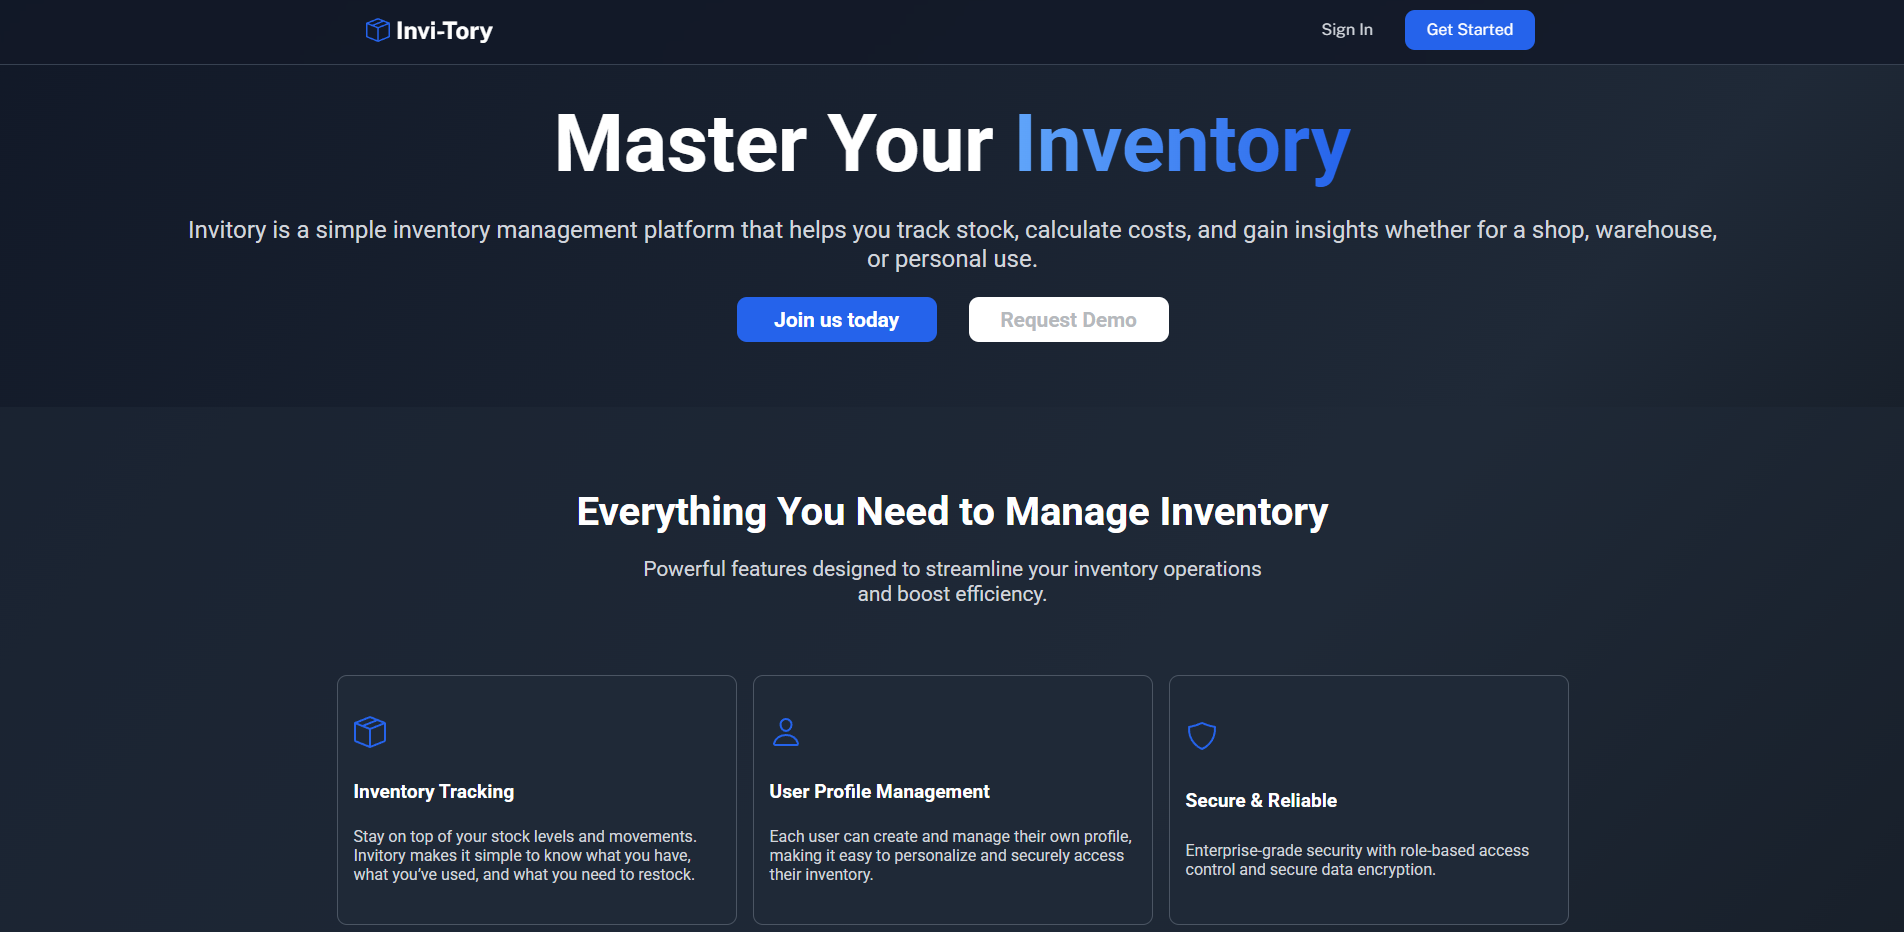 Invi-Tory
Sign In
Get Started
Master Your Inventory
Invitory is a simple inventory management platform that helps you track stock, calculate costs, and gain insights whether for a shop, warehouse,
or personal use.
Join us today
Request Demo
Everything You Need to Manage Inventory
Powerful features designed to streamline your inventory operations
and boost efficiency.
Inventory Tracking
Stay on top of your stock levels and movements.
Invitory makes it simple to know what you have,
what you’ve used, and what you need to restock.
User Profile Management
Each user can create and manage their own profile,
making it easy to personalize and securely access
their inventory.
Secure & Reliable
Enterprise-grade security with role-based access
control and secure data encryption.